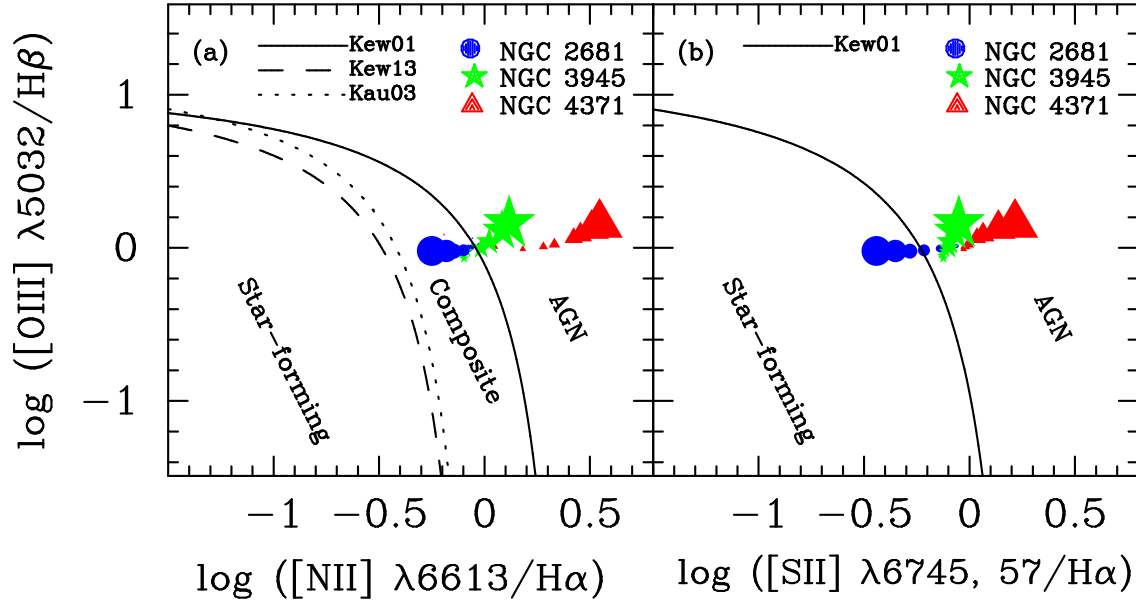 (a)
Kew01
Kew13
Kau03
NGC 2681
NGC 3945
NGC 4371
(b)
Kew01
NGC 2681
NGC 3945
NGC 4371
log ([OIII] λ5032/Hβ)
1
0
−1
Star−forming
Composite
AGN
Star−forming
AGN
−1 −0.5 0 0.5
−1 −0.5 0 0.5
log ([NII] λ6613/Hα)
log ([SII] λ6745, 57/Hα)